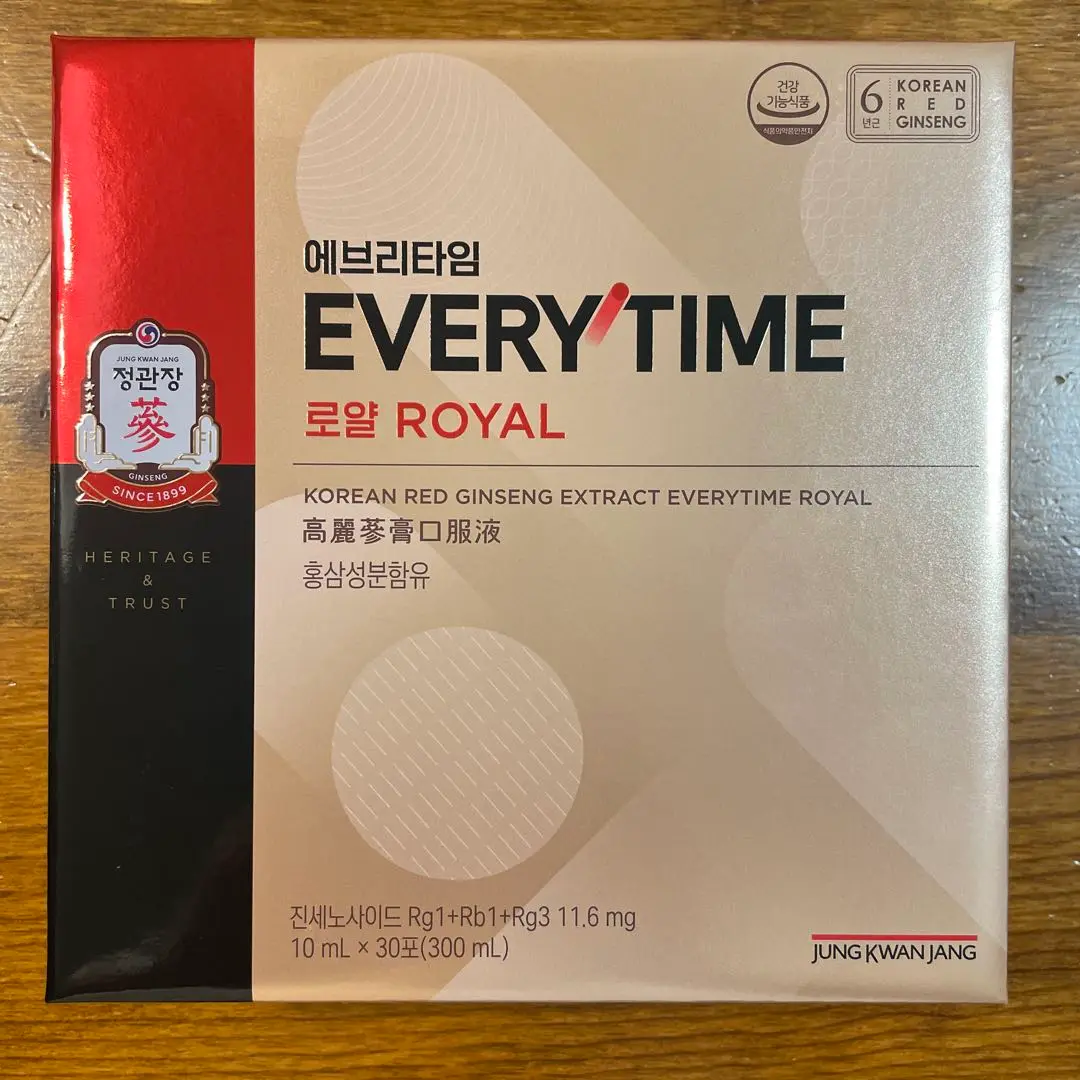 건강
기능식품
식품의약품안전처
6
년근
KOREAN
RED
GINSENG
에브리타임
EVERY'TIME
로얄 ROYAL
KOREAN RED GINSENG EXTRACT EVERYTIME ROYAL
高麗蔘膏口服液
홍삼성분함유
JUNG KWAN JANG
정관장
蔘
GINSENG
SINCE 1899
HERITAGE
&
TRUST
진세노사이드 Rg1+Rb1+Rg3 11.6 mg
10 mL × 30포(300 mL)
JUNG KWAN JANG